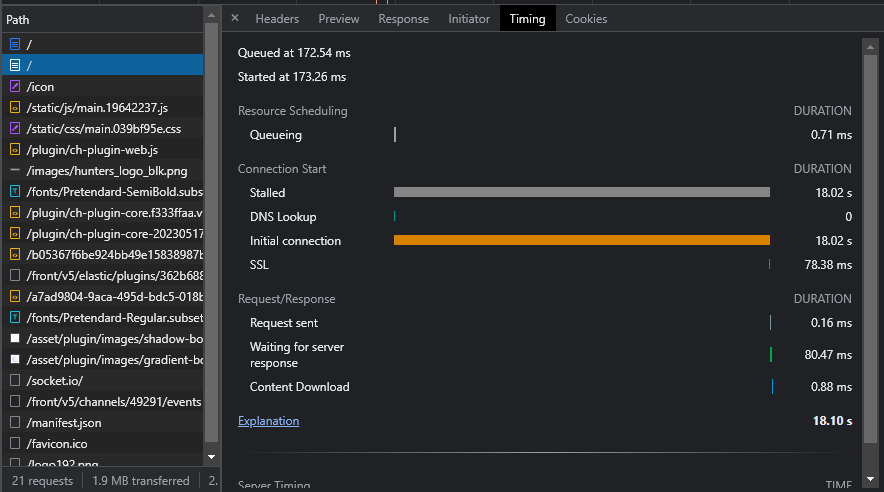 Path
/
/
/icon
/static/js/main.19642237.js
/static/css/main.039bf95e.css
/plugin/ch-plugin-web.js
/images/hunters_logo_blk.png
/fonts/Pretendard-SemiBold.subs
/plugin/ch-plugin-core.f333ffaa.v
/plugin/ch-plugin-core-20230517
/b05367f6be924bb49e15838987b
/front/v5/elastic/plugins/362b688
/a7ad9804-9aca-495d-bdc5-018b
/fonts/Pretendard-Regular.subset
/asset/plugin/images/shadow-bo
/asset/plugin/images/gradient-bo
/socket.io/
/front/v5/channels/49291/events
/manifest.json
/favicon.ico
/logo192.png
21 requests 1.9 MB transferred 2.
× Headers Preview Response Initiator Timing Cookies
Queued at 172.54 ms
Started at 173.26 ms
Resource Scheduling DURATION
Queueing 0.71 ms
Connection Start DURATION
Stalled 18.02 s
DNS Lookup 0
Initial connection 18.02 s
SSL 78.38 ms
Request/Response DURATION
Request sent 0.16 ms
Waiting for server
response 80.47 ms
Content Download 0.88 ms
Explanation 18.10 s
Server Timing TIME